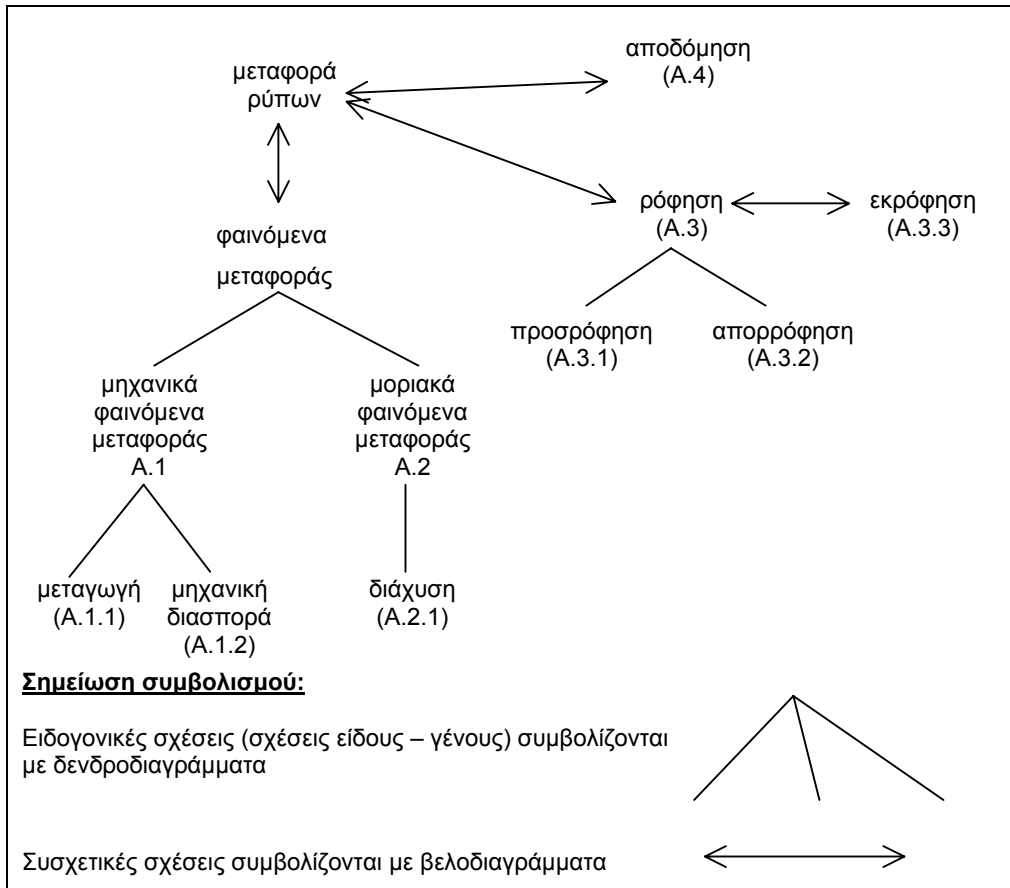 μεταφορά
ρύπων
αποδόμηση
(Α.4)
ρόφηση
(Α.3)
εκρόφηση
(Α.3.3)
φαινόμενα
μεταφοράς
προσρόφηση
(Α.3.1)
απορρόφηση
(Α.3.2)
μηχανικά
φαινόμενα
μεταφοράς
Α.1
μοριακά
φαινόμενα
μεταφοράς
Α.2
μεταγωγή
(Α.1.1)
μηχανική
διασπορά
(Α.1.2)
διάχυση
(Α.2.1)
Σημείωση συμβολισμού:
Ειδογονικές σχέσεις (σχέσεις είδους – γένους) συμβολίζονται
με δενδροδιαγράμματα
Συσχετικές σχέσεις συμβολίζονται με βελοδιαγράμματα